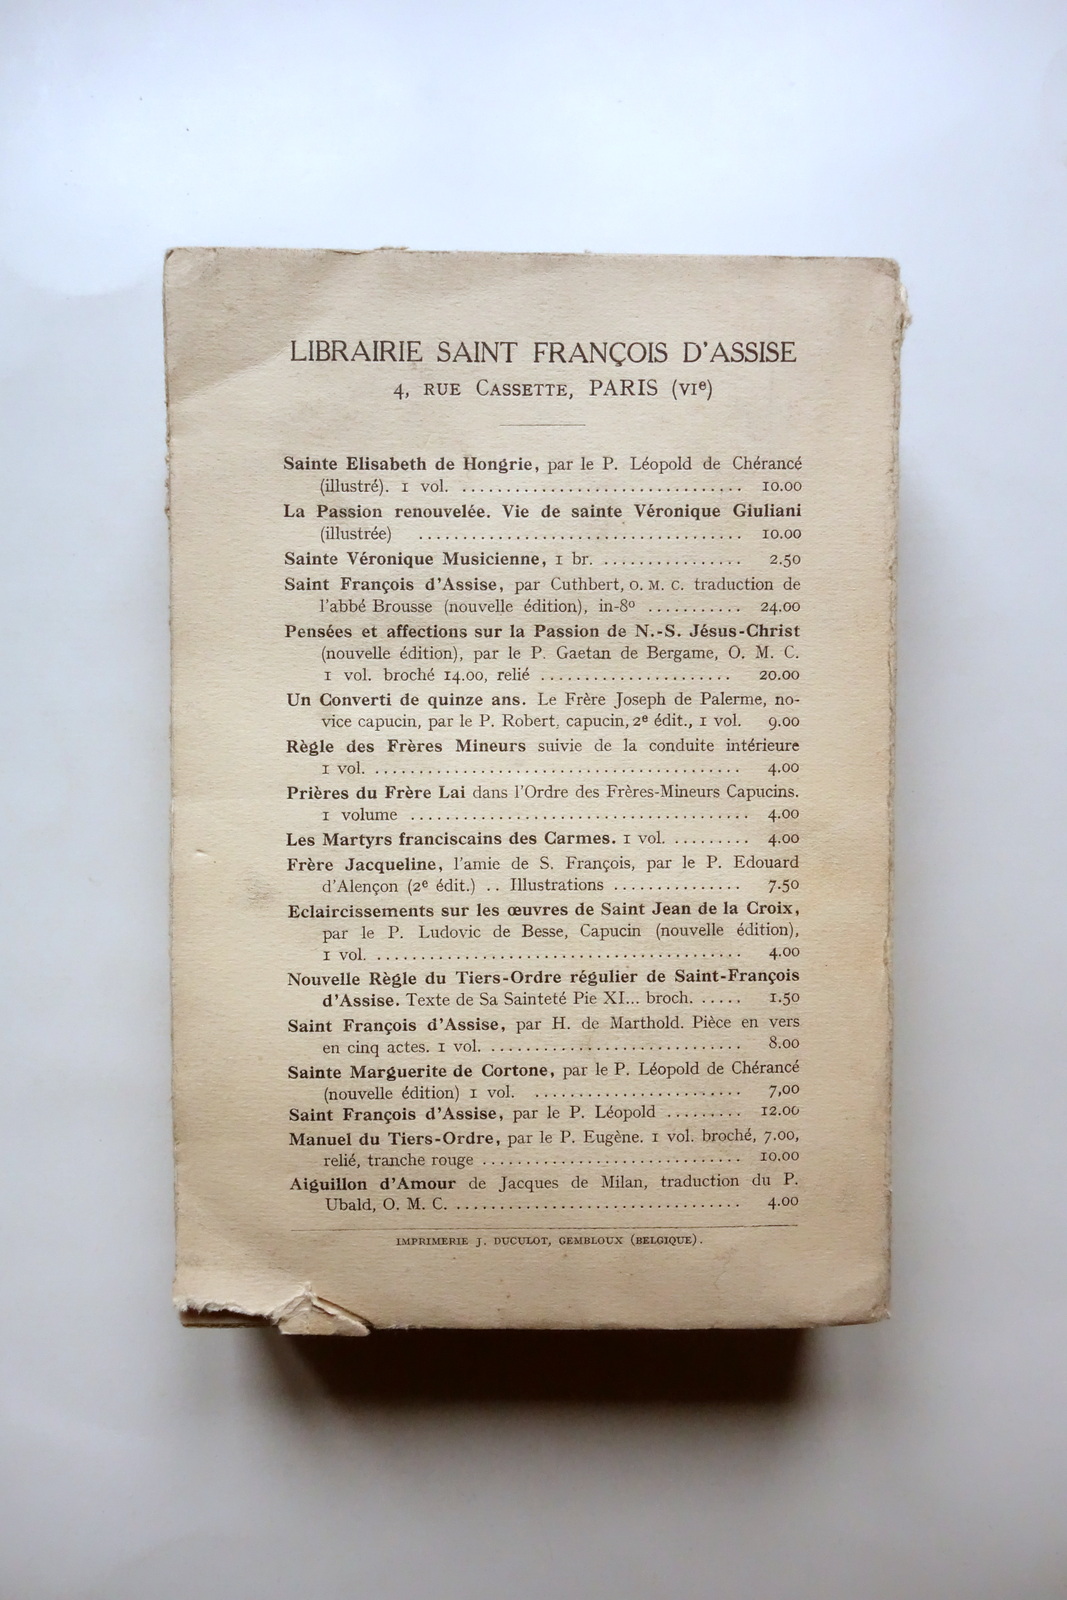 LIBRAIRIE SAINT FRANÇOIS D'ASSISE
4, RUE CASSETTE, PARIS (VIe)
Sainte Elisabeth de Hongrie, par le P. Léopold de Chérancé
(illustré). 1 vol. ................................ 10.00
La Passion renouvelée. Vie de sainte Véronique Giuliani
(illustrée) .................................... 10.00
Sainte Véronique Musicienne, 1 br. ................ 2.50
Saint François d'Assise, par Cuthbert, O. M. C. traduction de
l'abbé Brousse (nouvelle édition), in-8º ........... 24.00
Pensées et affections sur la Passion de N.-S. Jésus-Christ
(nouvelle édition), par le P. Gaetan de Bergame, O. M. C.
1 vol. broché 14.00, relié ...................... 20.00
Un Converti de quinze ans. Le Frère Joseph de Palerme, no-
vice capucin, par le P. Robert, capucin, 2e édit., 1 vol. 9.00
Règle des Frères Mineurs suivie de la conduite intérieure
1 vol. .......................................... 4.00
Prières du Frère Lai dans l'Ordre des Frères-Mineurs Capucins.
1 volume ...................................... 4.00
Les Martyrs franciscains des Carmes. 1 vol. ......... 4.00
Frère Jacqueline, l'amie de S. François, par le P. Edouard
d'Alençon (2e édit.) .. Illustrations ............... 7.50
Eclaircissements sur les œuvres de Saint Jean de la Croix,
par le P. Ludovic de Besse, Capucin (nouvelle édition),
1 vol. .......................................... 4.00
Nouvelle Règle du Tiers-Ordre régulier de Saint-François
d'Assise. Texte de Sa Sainteté Pie XI... broch. ..... 1.50
Saint François d'Assise, par H. de Marthold. Pièce en vers
en cinq actes. 1 vol. ............................. 8.00
Sainte Marguerite de Cortone, par le P. Léopold de Chérancé
(nouvelle édition) 1 vol. ........................ 7,00
Saint François d'Assise, par le P. Léopold ......... 12.00
Manuel du Tiers-Ordre, par le P. Eugène. 1 vol. broché, 7.00,
relié, tranche rouge .............................. 10.00
Aiguillon d'Amour de Jacques de Milan, traduction du P.
Ubald, O. M. C. ................................. 4.00
IMPRIMERIE J. DUCULOT, GEMBLOUX (BELGIQUE).